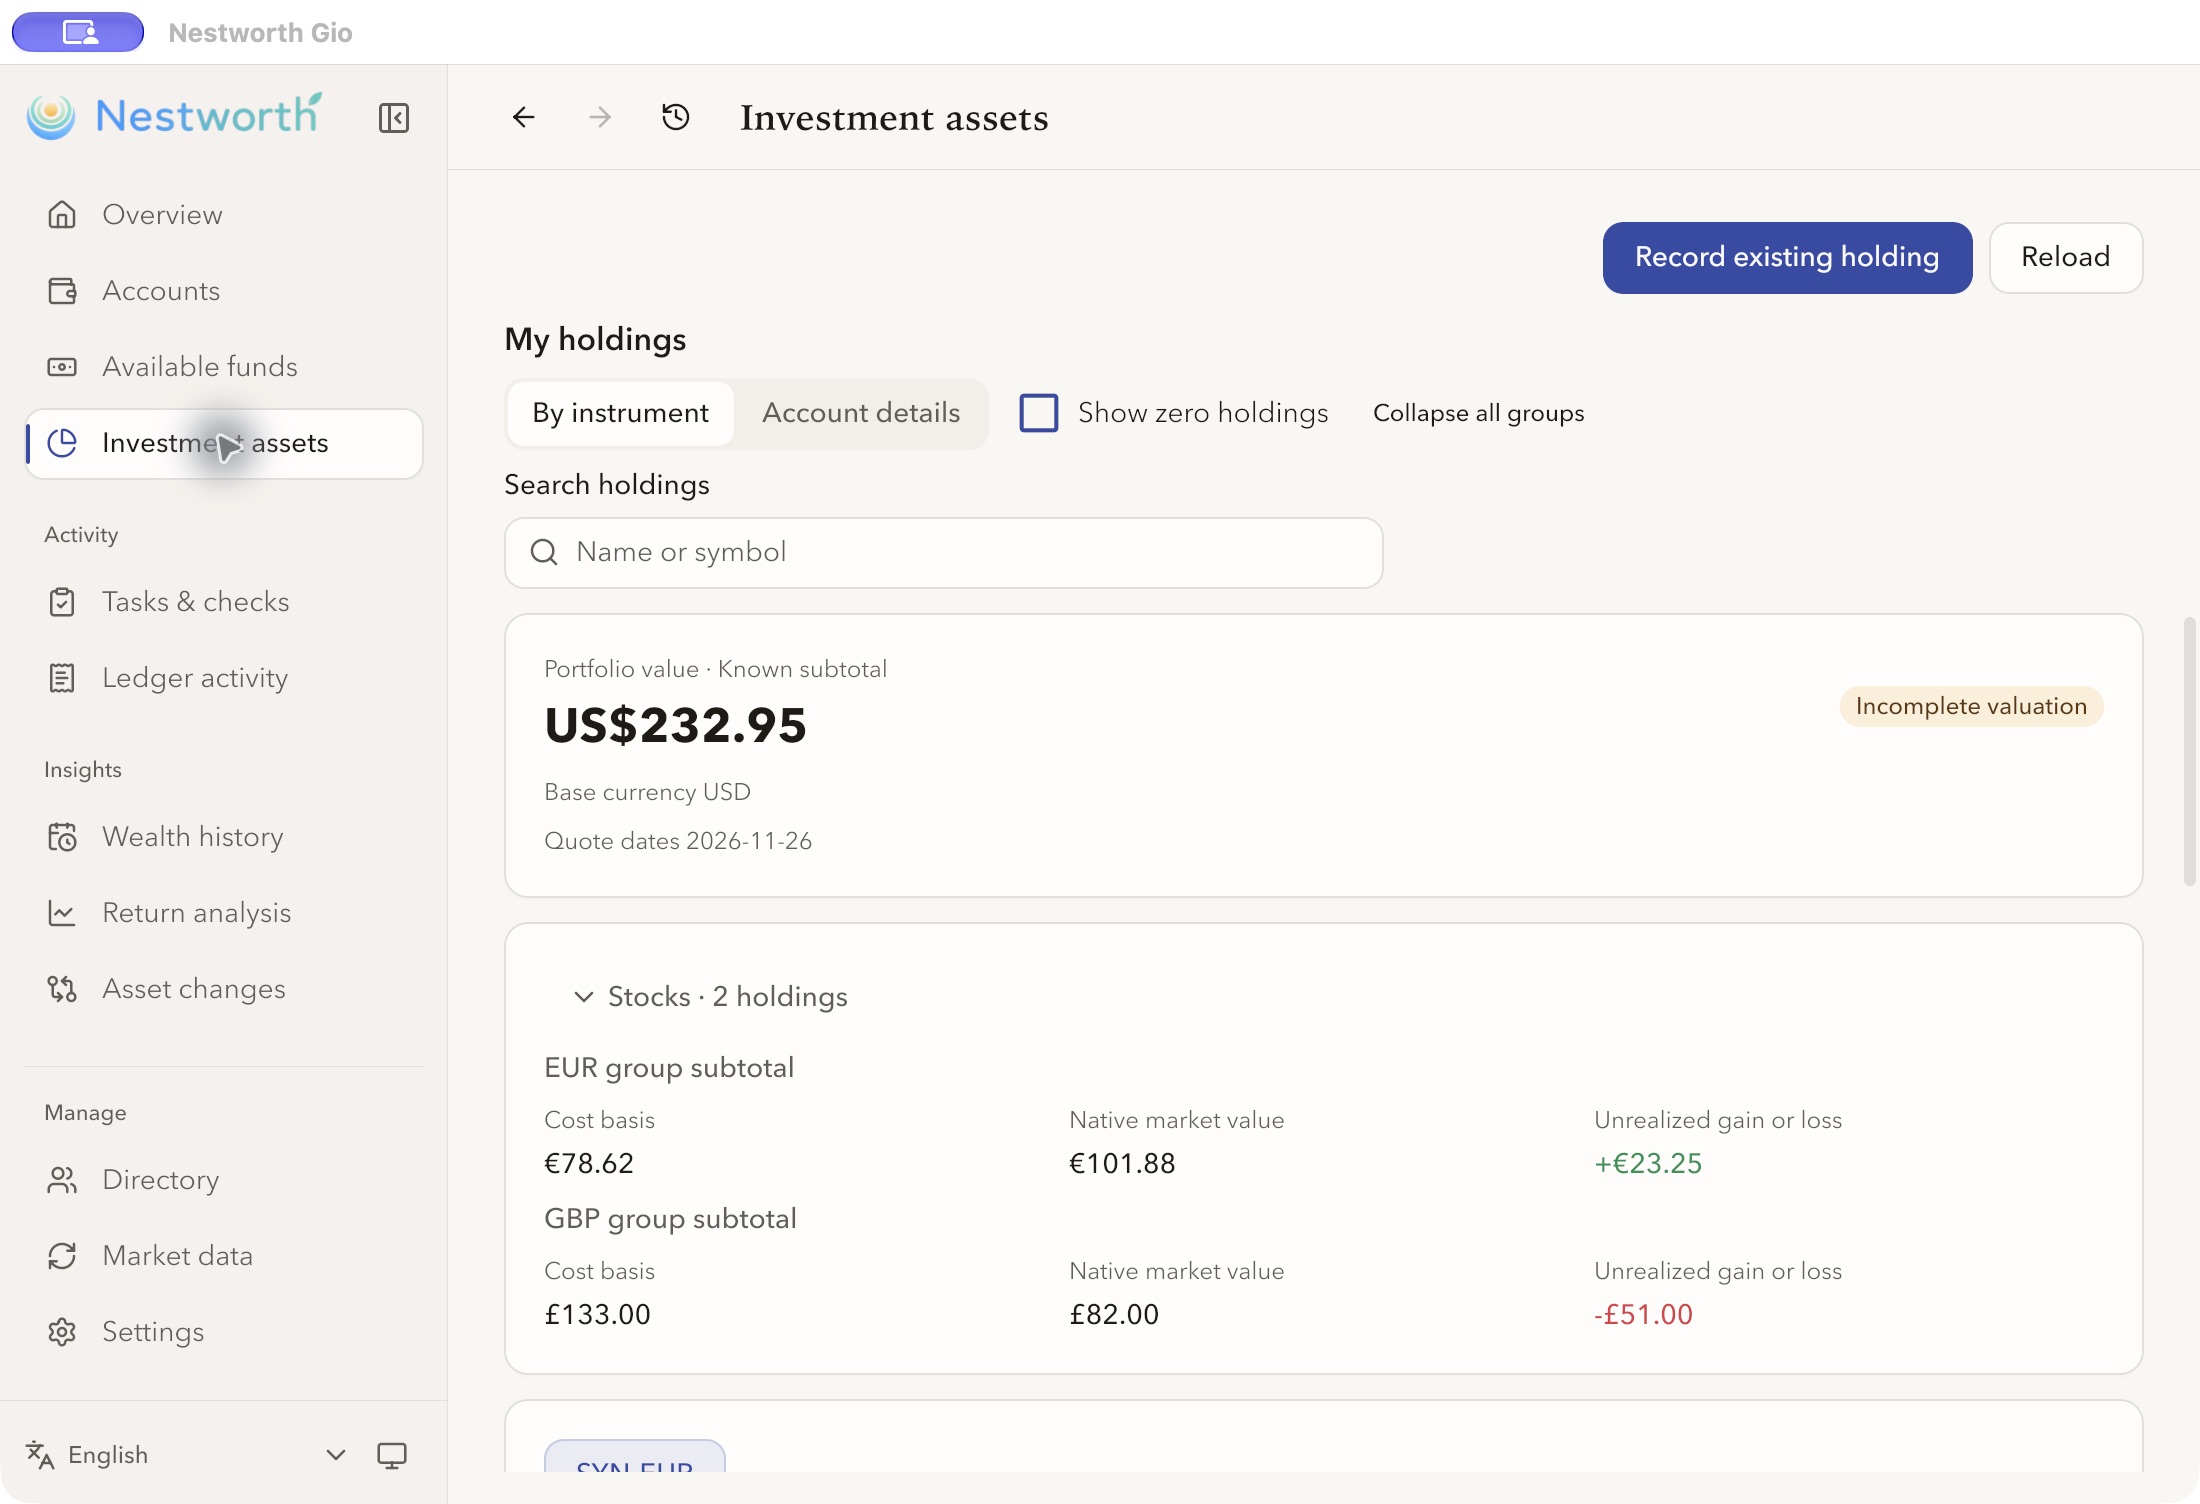 Nestworth Gio
Nestworth
Overview
Accounts
Available funds
Investment assets
Activity
Tasks & checks
Ledger activity
Insights
Wealth history
Return analysis
Asset changes
Manage
Directory
Market data
Settings
English
Investment assets
Record existing holding
Reload
My holdings
By instrument
Account details
Show zero holdings
Collapse all groups
Search holdings
Name or symbol
Portfolio value · Known subtotal
US$232.95
Incomplete valuation
Base currency USD
Quote dates 2026-11-26
Stocks · 2 holdings
EUR group subtotal
Cost basis
Native market value
Unrealized gain or loss
€78.62
€101.88
+€23.25
GBP group subtotal
Cost basis
Native market value
Unrealized gain or loss
£133.00
£82.00
-£51.00
SYN-EUR